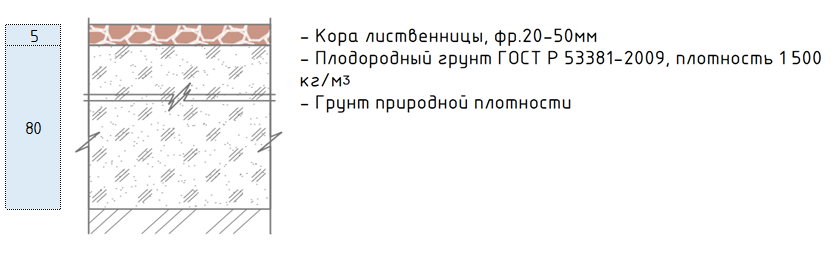 5
– Кора лиственницы, фр.20–50мм
– Плодородный грунт ГОСТ Р 53381–2009, плотность 1 500
кг/м3
– Грунт природной плотности
80